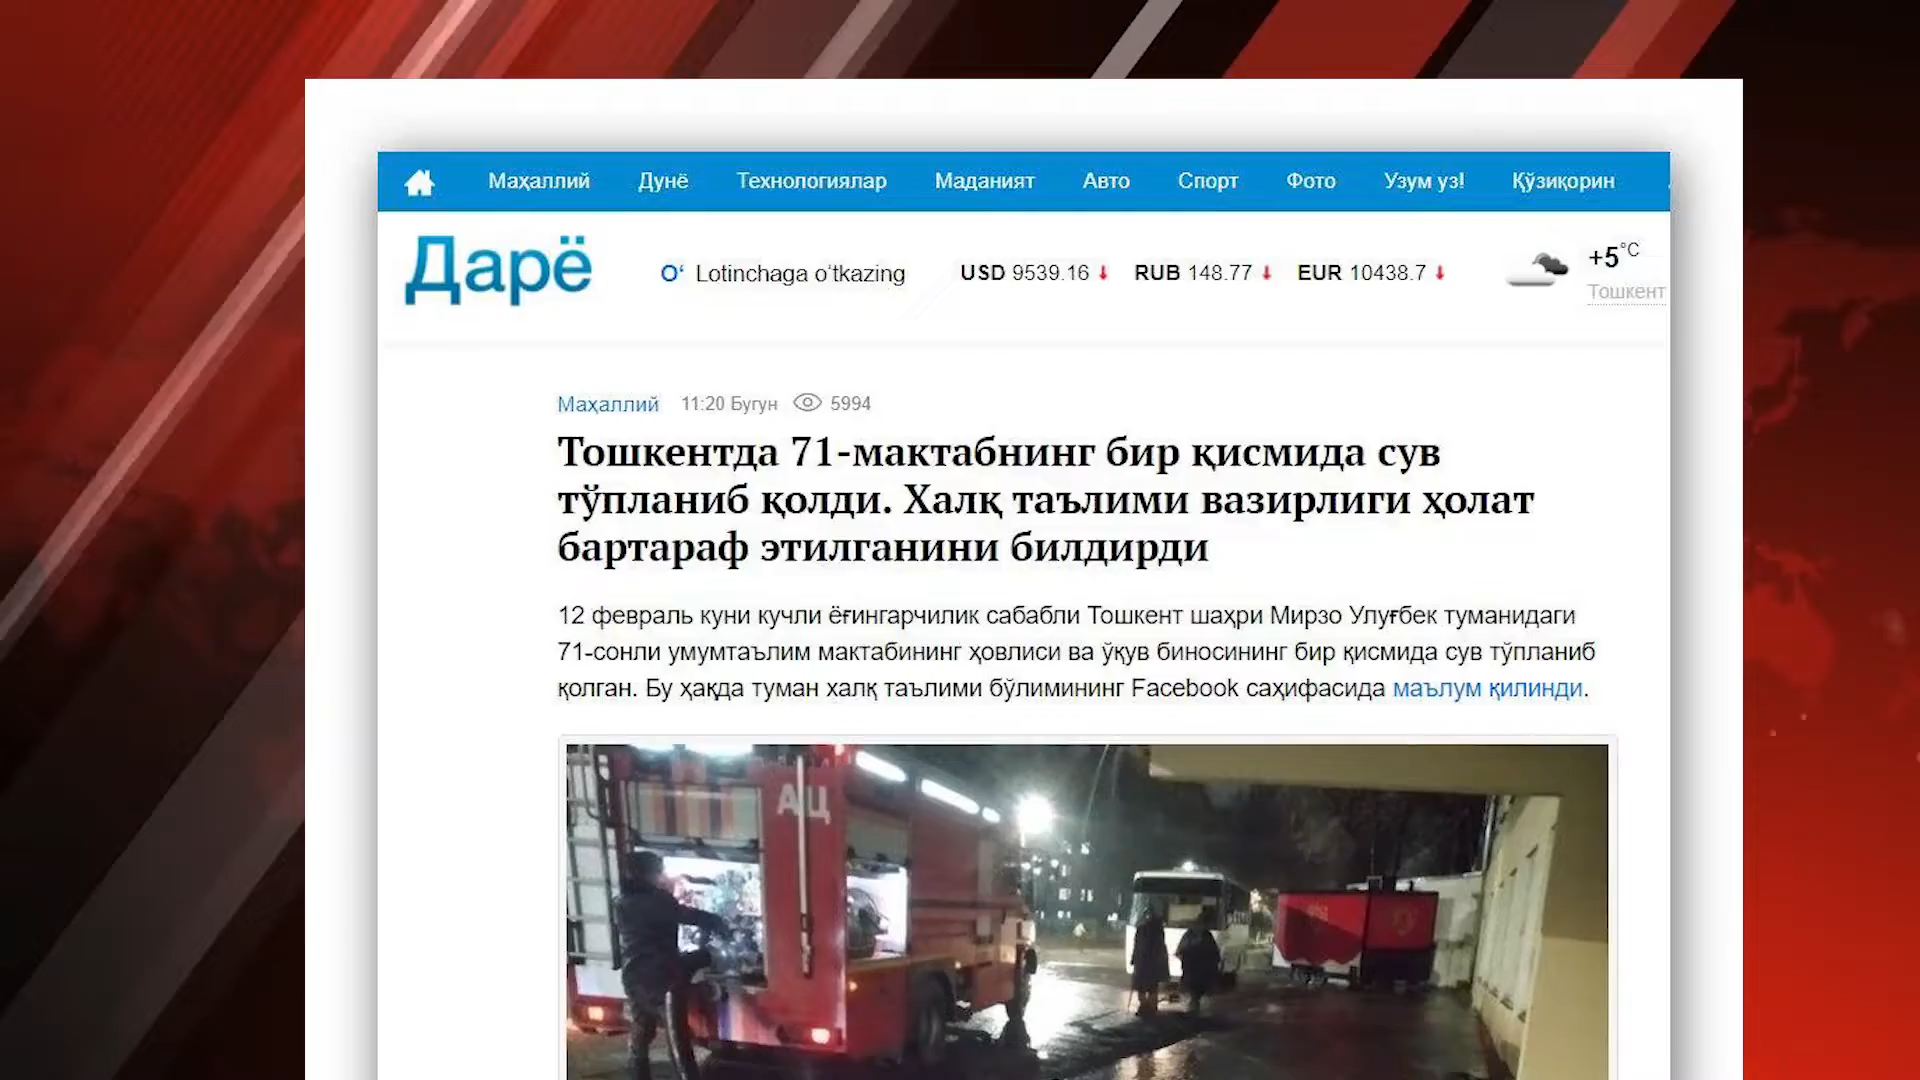 Маҳаллий Дунё Технологиялар Маданият Авто Спорт Фото Узум уз! Қўзиқорин
Дарё
Oʻ Lotinchaga oʻtkazing USD 9539.16 RUB 148.77 EUR 10438.7 +5°C
Тошкент
Маҳаллий 11:20 Бугун 5994
Тошкентда 71-мактабнинг бир қисмида сув
тўпланиб қолди. Халқ таълими вазирлиги ҳолат
бартараф этилганини билдирди
12 февраль куни кучли ёғингарчилик сабабли Тошкент шаҳри Мирзо Улуғбек туманидаги
71-сонли умумтаълим мактабининг ҳовлиси ва ўқув биносининг бир қисмида сув тўпланиб
қолган. Бу ҳақда туман халқ таълими бўлимининг Facebook саҳифасида маълум қилинди.
АЦ